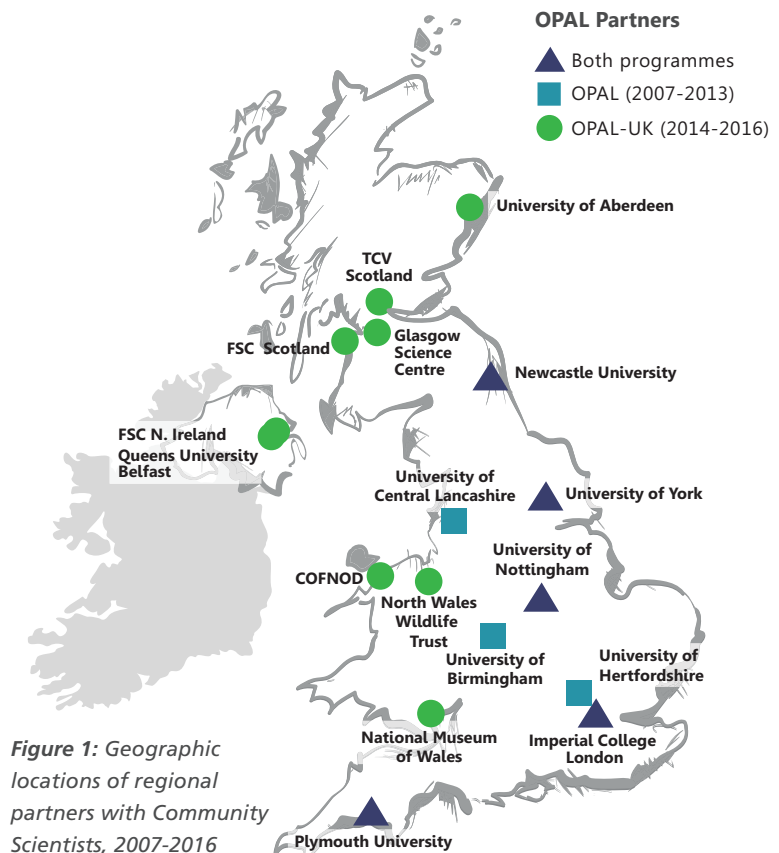 OPAL Partners
Both programmes
OPAL (2007-2013)
OPAL-UK (2014-2016)
University of Aberdeen
TCV
Scotland
FSC Scotland
Glasgow
Science
Centre
Newcastle University
FSC N. Ireland
Queens University
Belfast
University of
Central Lancashire
University of York
University of
Nottingham
COFNOD
North Wales
Wildlife
Trust
University of
Birmingham
University of
Hertfordshire
National Museum
of Wales
Imperial College
London
Plymouth University
Figure 1: Geographic
locations of regional
partners with Community
Scientists, 2007-2016